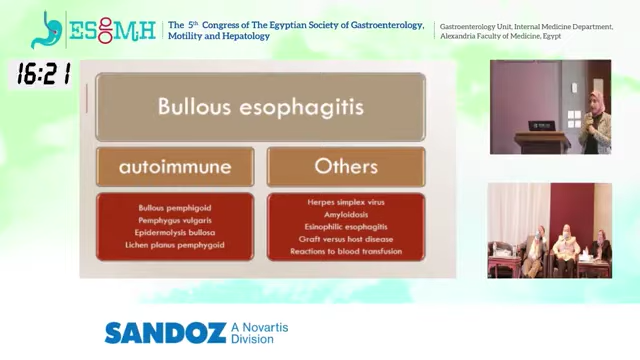 ESGMH
The 5th Congress of The Egyptian Society of Gastroenterology,
Motility and Hepatology
Gastroenterology Unit, Internal Medicine Department,
Alexandria Faculty of Medicine, Egypt
16:21
Bullous esophagitis
autoimmune
Bullous pemphigoid
Pemphygus vulgaris
Epidermolysis bullosa
Lichen planus pemphygoid
Others
Herpes simplex virus
Amyloidosis
Esinophilic esophagitis
Graft versus host disease
Reactions to blood transfusion
SANDOZ A Novartis
Division